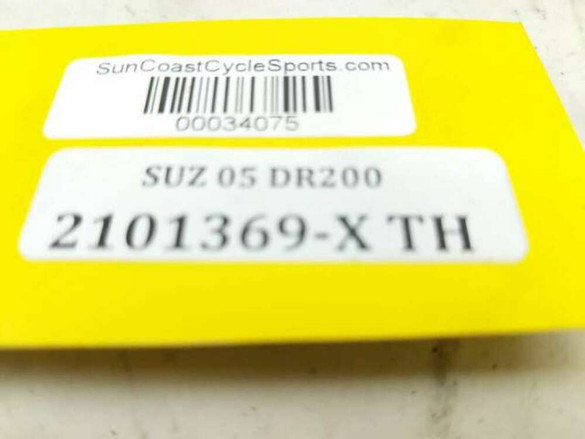 SunCoastCycleSports.com
00034075
SUZ 05 DR200
2101369-X TH